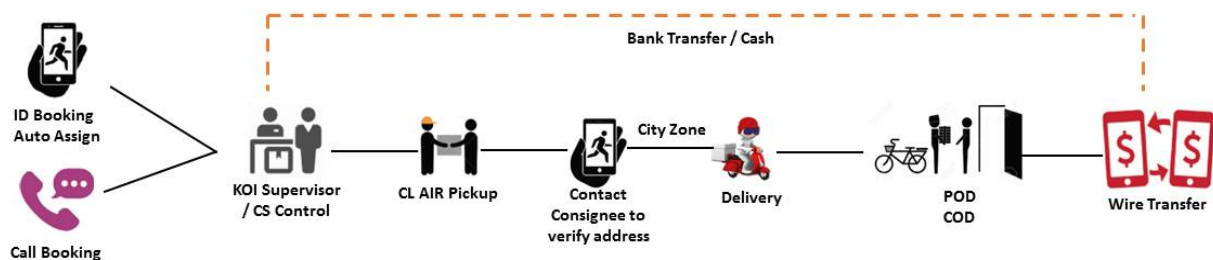 Bank Transfer / Cash
ID Booking
Auto Assign
Call Booking
KOI Supervisor
/ CS Control
CL AIR Pickup
Contact
Consignee to
verify address
City Zone
Delivery
POD
COD
$ $
Wire Transfer